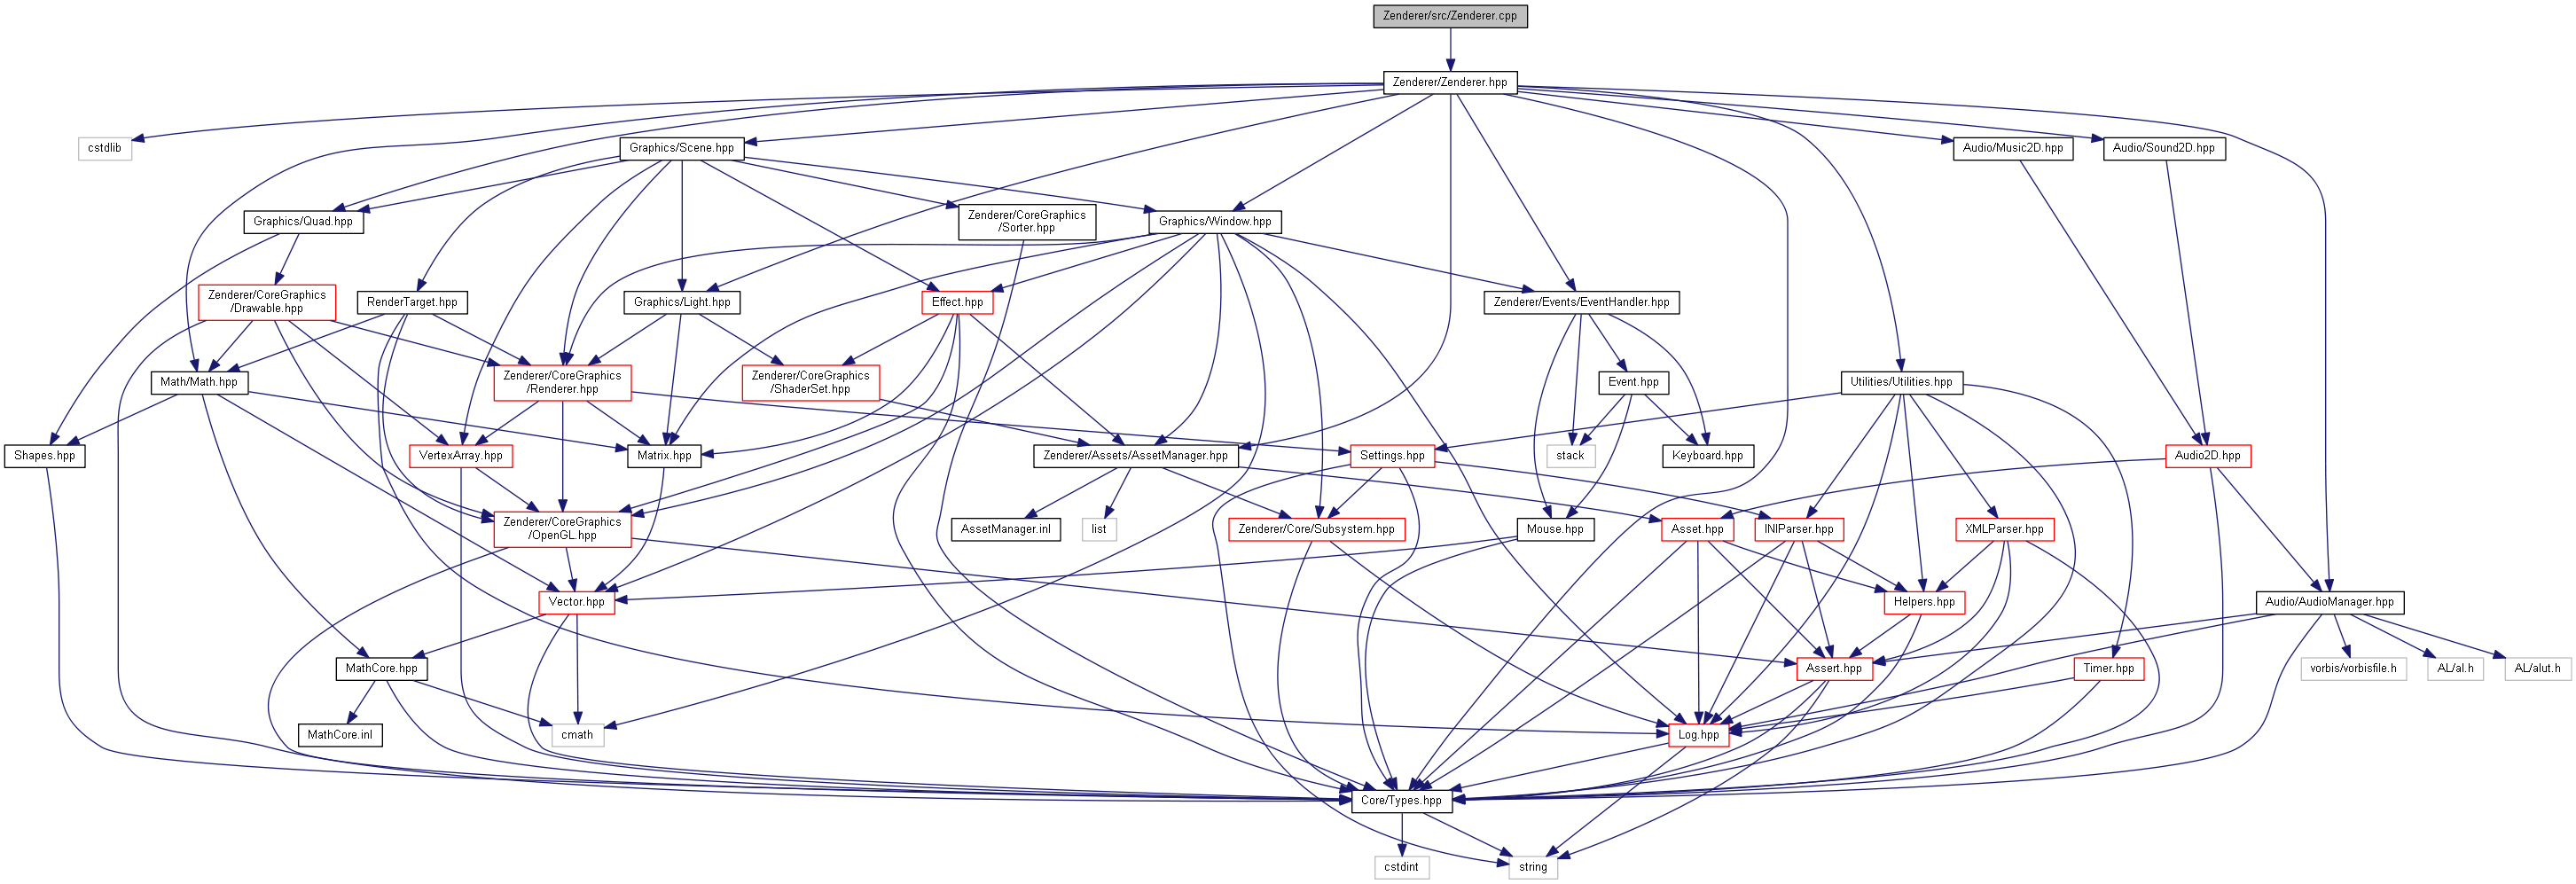 Zenderer/src/Zenderer.cpp
Zenderer/Zenderer.hpp
cstdlib
Graphics/Scene.hpp
Audio/Music2D.hpp
Audio/Sound2D.hpp
Graphics/Quad.hpp
Zenderer/CoreGraphics
/Sorter.hpp
Graphics/Window.hpp
Zenderer/CoreGraphics
/Drawable.hpp
RenderTarget.hpp
Graphics/Light.hpp
Effect.hpp
Zenderer/Events/EventHandler.hpp
Math/Math.hpp
Zenderer/CoreGraphics
/Renderer.hpp
Zenderer/CoreGraphics
/ShaderSet.hpp
Event.hpp
Utilities/Utilities.hpp
Shapes.hpp
VertexArray.hpp
Matrix.hpp
Zenderer/Assets/AssetManager.hpp
Settings.hpp
stack
Keyboard.hpp
Audio2D.hpp
Zenderer/CoreGraphics
/OpenGL.hpp
AssetManager.inl
list
Zenderer/Core/Subsystem.hpp
Mouse.hpp
Asset.hpp
INIParser.hpp
XMLParser.hpp
Vector.hpp
Helpers.hpp
Audio/AudioManager.hpp
MathCore.hpp
Assert.hpp
Timer.hpp
vorbis/vorbisfile.h
AL/al.h
AL/alut.h
MathCore.inl
cmath
Log.hpp
Core/Types.hpp
cstdint
string